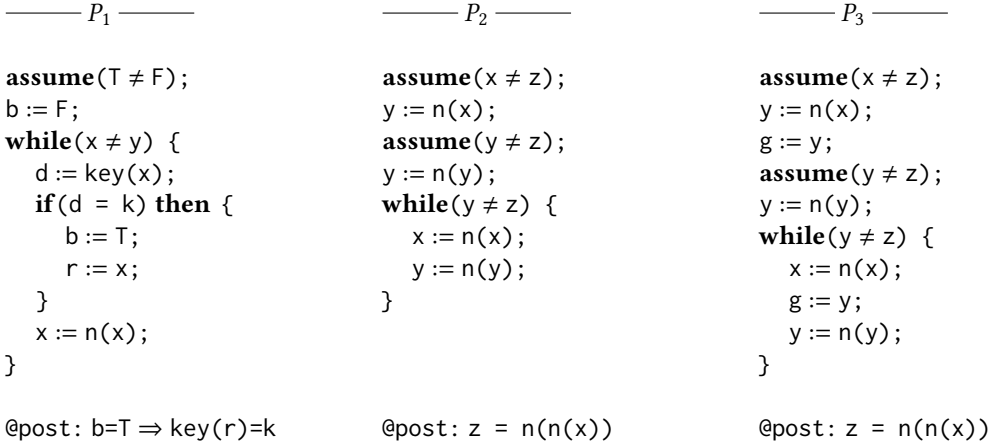 P₁
assume(T ≠ F);
b := F;
while(x ≠ y) {
d := key(x);
if(d = k) then {
b := T;
r := x;
}
x := n(x);
}
@post: b=T ⇒ key(r)=k
P₂
assume(x ≠ z);
y := n(x);
assume(y ≠ z);
y := n(y);
while(y ≠ z) {
x := n(x);
y := n(y);
}
@post: z = n(n(x))
P₃
assume(x ≠ z);
y := n(x);
g := y;
assume(y ≠ z);
y := n(y);
while(y ≠ z) {
x := n(x);
g := y;
y := n(y);
}
@post: z = n(n(x))